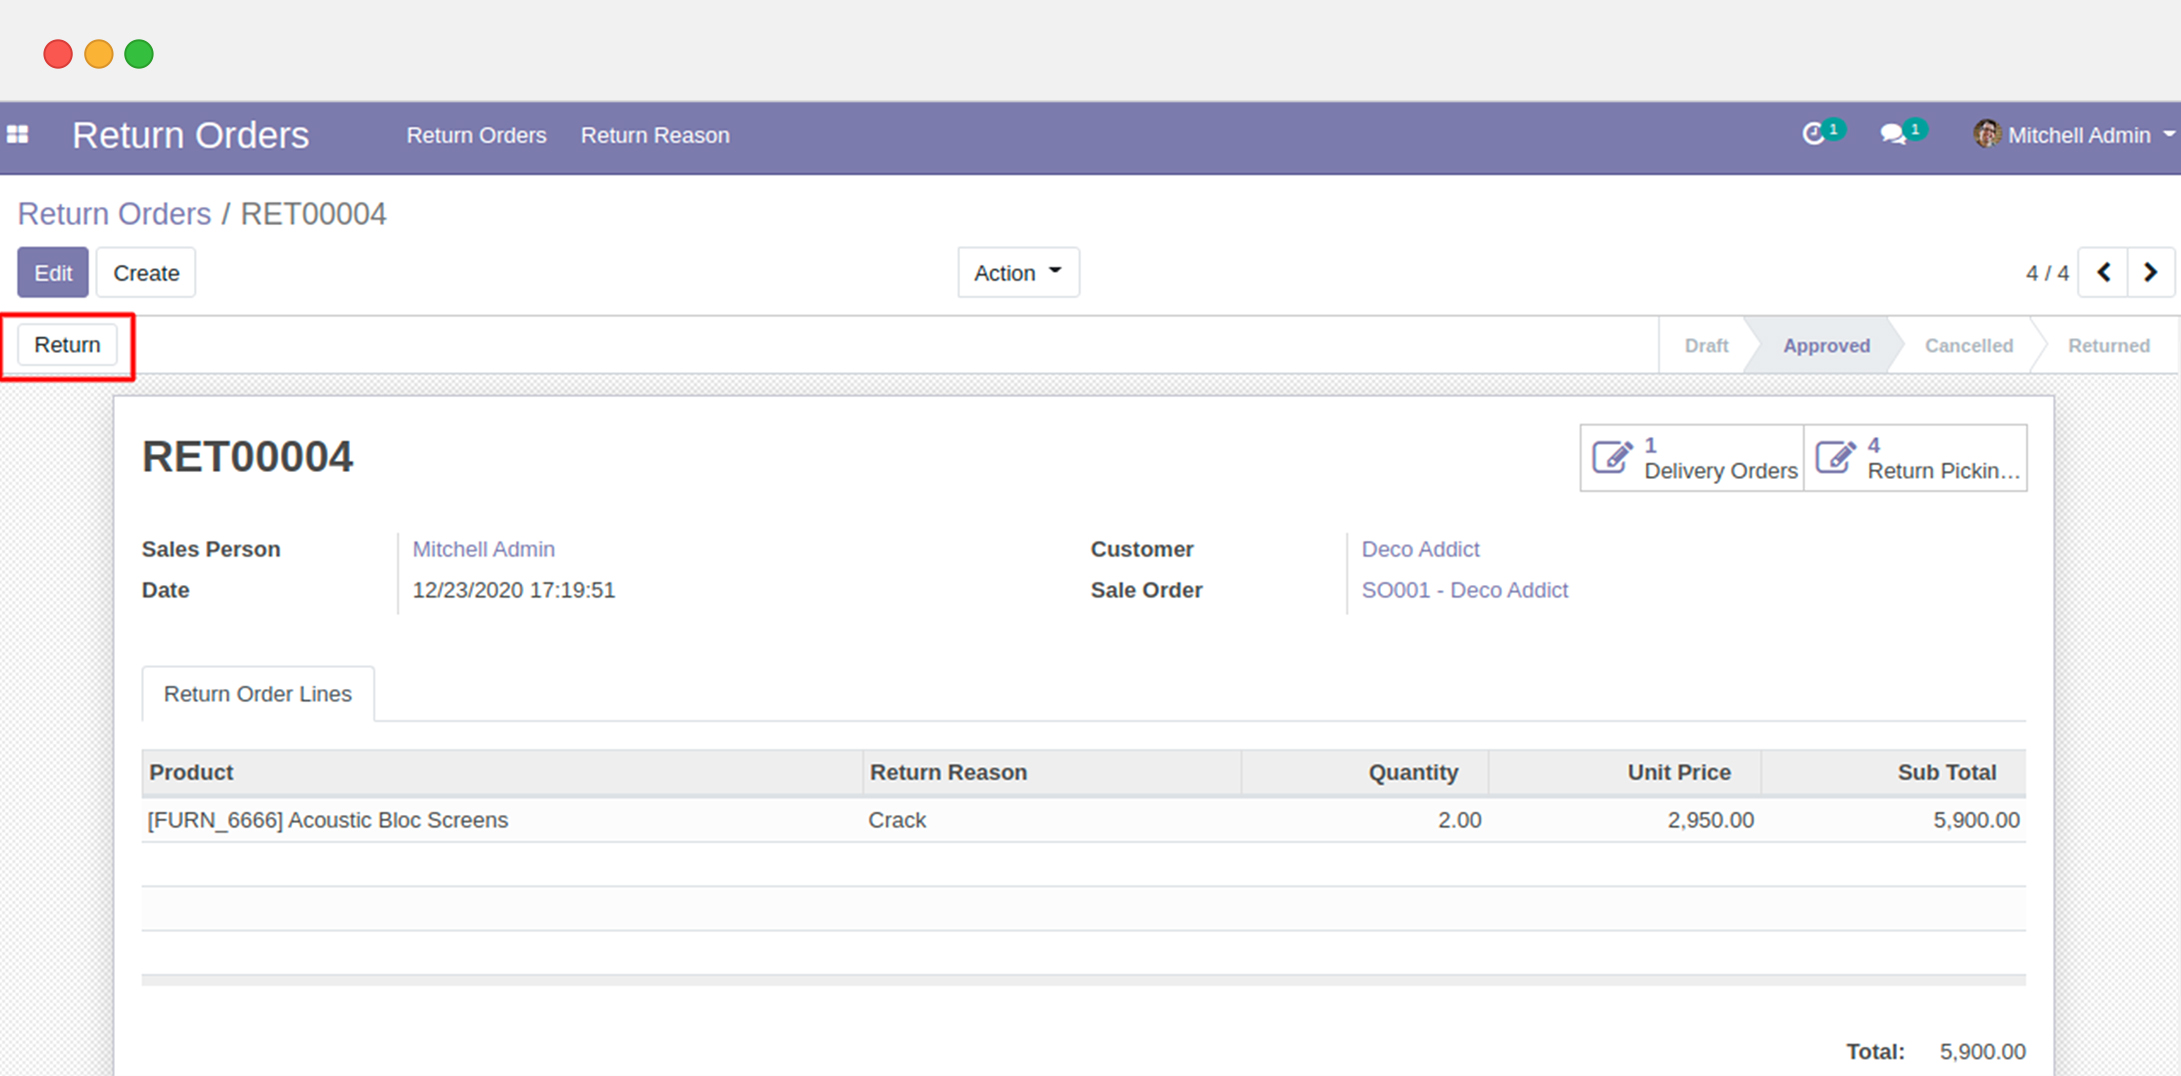 Return Orders Return Orders Return Reason 1 1 Mitchell Admin
Return Orders / RET00004
Edit Create Action 4 / 4
Return Draft Approved Cancelled Returned
RET00004
1 Delivery Orders
4 Return Pickin...
Sales Person Mitchell Admin Customer Deco Addict
Date 12/23/2020 17:19:51 Sale Order SO001 - Deco Addict
Return Order Lines
Product Return Reason Quantity Unit Price Sub Total
[FURN_6666] Acoustic Bloc Screens Crack 2.00 2,950.00 5,900.00
Total: 5,900.00